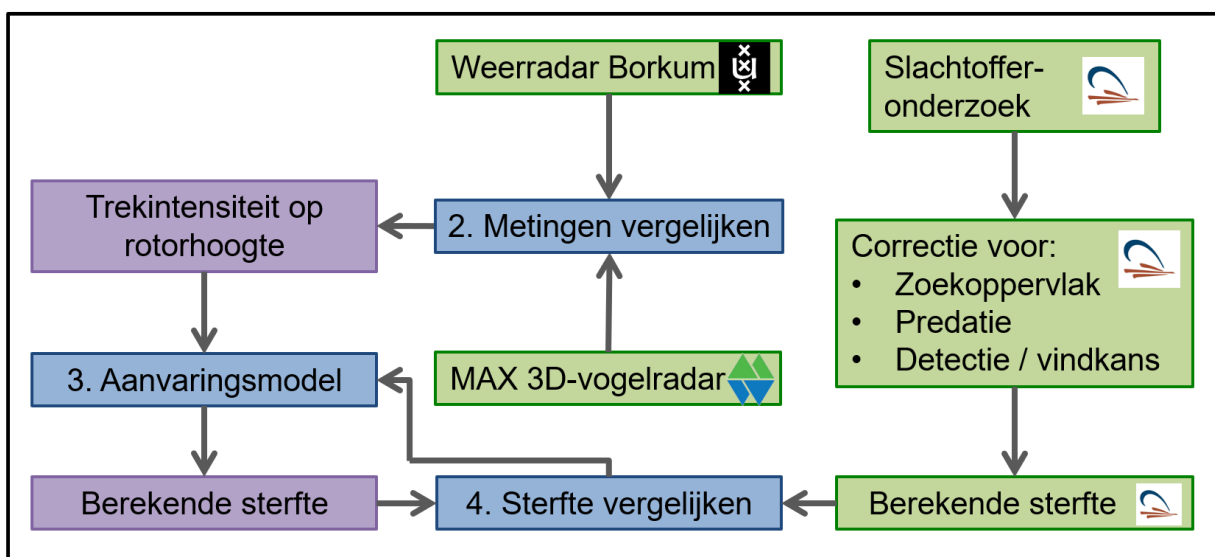 Weerradar Borkum
Slachtoffer-
onderzoek
Trekintensiteit op
rotorhoogte
2. Metingen vergelijken
Correctie voor:
• Zoekoppervlak
• Predatie
• Detectie / vindkans
3. Aanvaringsmodel
MAX 3D-vogelradar
Berekende sterfte
4. Sterfte vergelijken
Berekende sterfte